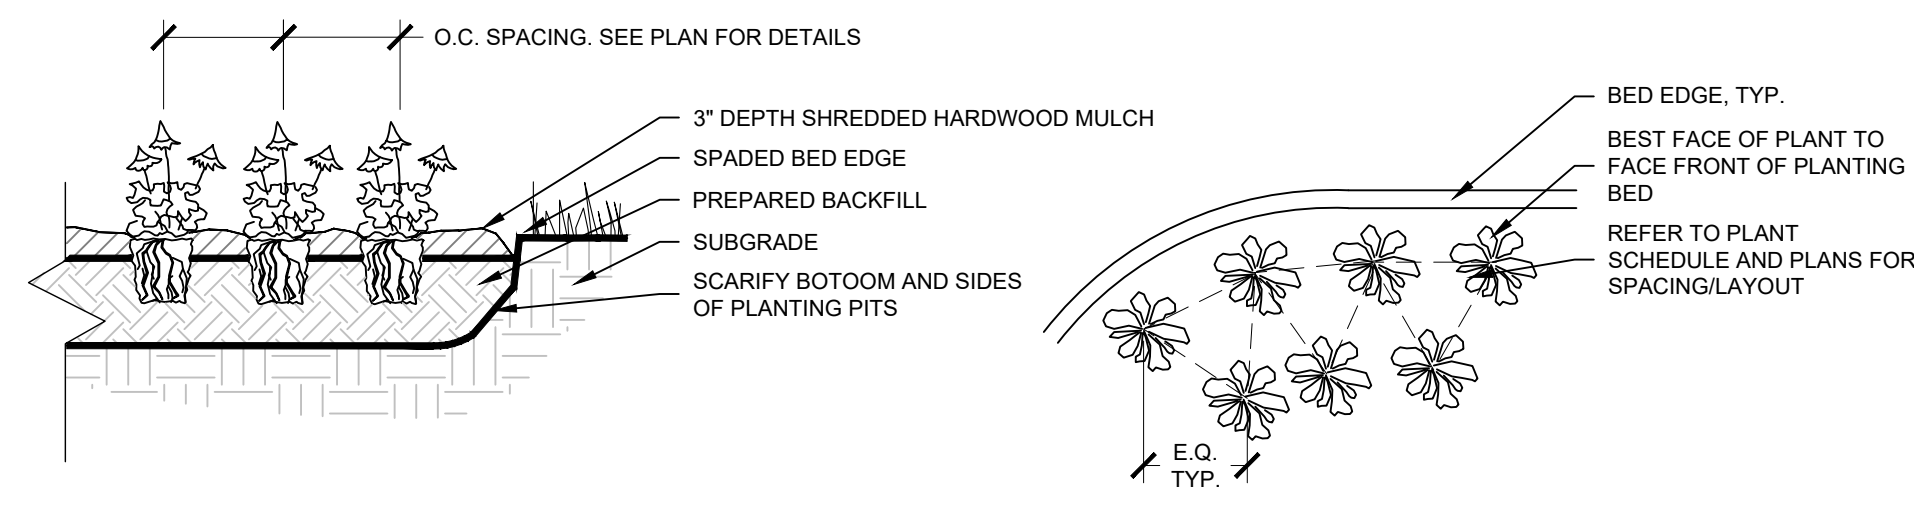 O.C. SPACING. SEE PLAN FOR DETAILS
3" DEPTH SHREDDED HARDWOOD MULCH
SPADED BED EDGE
PREPARED BACKFILL
SUBGRADE
SCARIFY BOTOOM AND SIDES
OF PLANTING PITS
BED EDGE, TYP.
BEST FACE OF PLANT TO
FACE FRONT OF PLANTING
BED
REFER TO PLANT
SCHEDULE AND PLANS FOR
SPACING/LAYOUT
E.Q.
TYP.